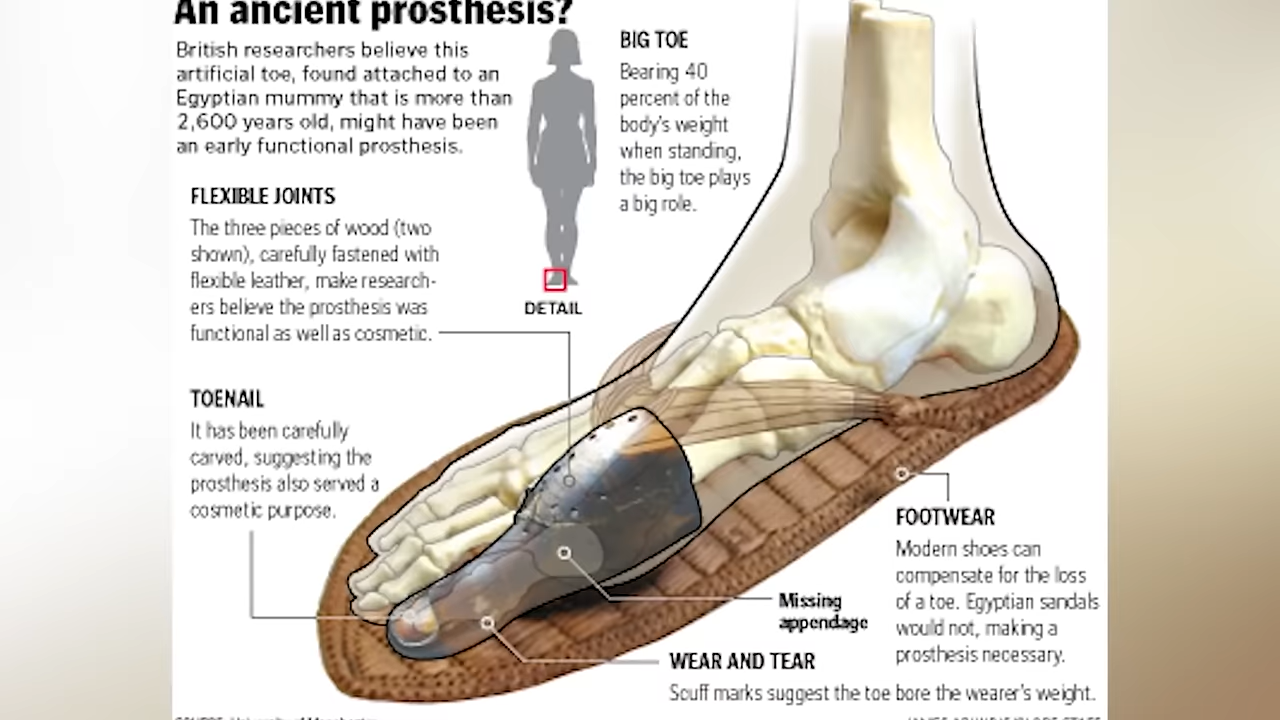 An ancient prosthesis?
British researchers believe this
artificial toe, found attached to an
Egyptian mummy that is more than
2,600 years old, might have been
an early functional prosthesis.
FLEXIBLE JOINTS
The three pieces of wood (two
shown), carefully fastened with
flexible leather, make research-
ers believe the prosthesis was
functional as well as cosmetic.
TOENAIL
It has been carefully
carved, suggesting the
prosthesis also served a
cosmetic purpose.
DETAIL
BIG TOE
Bearing 40
percent of the
body's weight
when standing,
the big toe plays
a big role.
Missing
appendage
FOOTWEAR
Modern shoes can
compensate for the loss
of a toe. Egyptian sandals
would not, making a
prosthesis necessary.
WEAR AND TEAR
Scuff marks suggest the toe bore the wearer's weight.